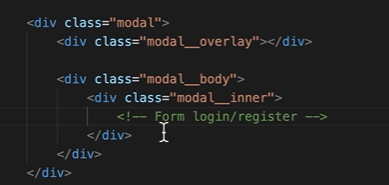 <div class="modal">
<div class="modal__overlay"></div>
<div class="modal__body">
<div class="modal__inner">
<!-- Form login/register -->
</div>
</div>
</div>